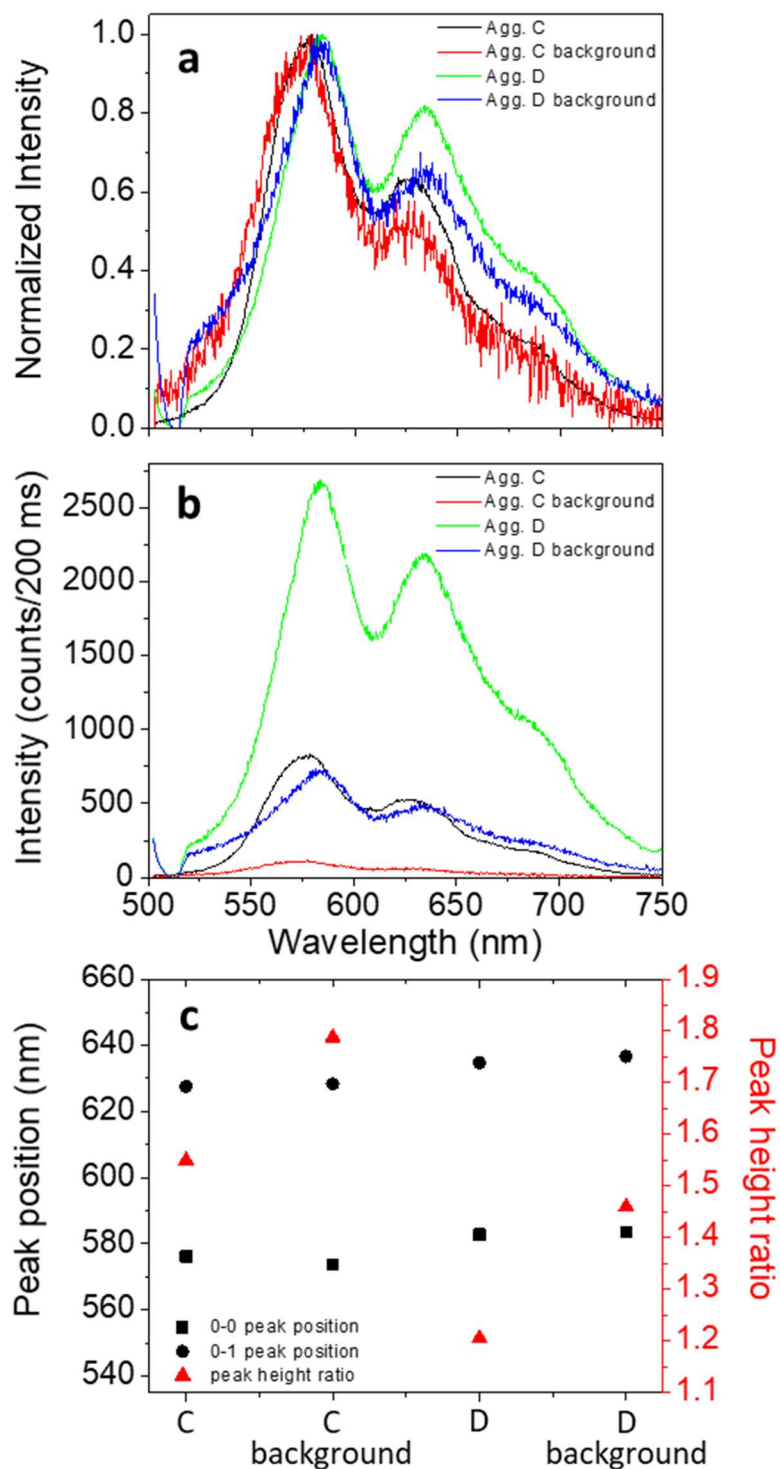 a
Agg. C
Agg. C background
Agg. D
Agg. D background
Normalized Intensity
1.0
0.8
0.6
0.4
0.2
0.0
b
Agg. C
Agg. C background
Agg. D
Agg. D background
Intensity (counts/200 ms)
2500
2000
1500
1000
500
0
500 550 600 650 700 750
Wavelength (nm)
c
Peak position (nm)
660
640
620
600
580
560
540
Peak height ratio
1.9
1.8
1.7
1.6
1.5
1.4
1.3
1.2
1.1
0-0 peak position
0-1 peak position
peak height ratio
C C D D
background background